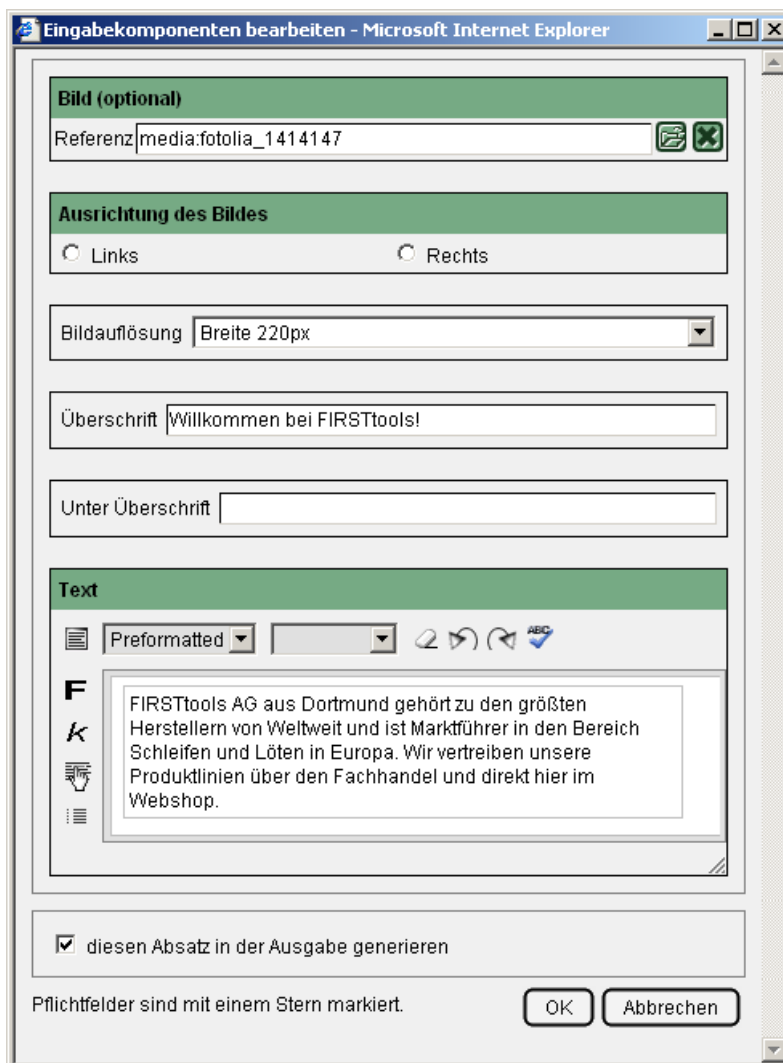 Eingabekomponenten bearbeiten - Microsoft Internet Explorer
Bild (optional)
Referenz media:fotolia_1414147
Ausrichtung des Bildes
Links Rechts
Bildauflösung Breite 220px
Überschrift Willkommen bei FIRSTtools!
Unter Überschrift
Text
Preformatted ABC
F
k
FIRSTtools AG aus Dortmund gehört zu den größten
Herstellern von Weltweit und ist Marktführer in den Bereich
Schleifen und Löten in Europa. Wir vertreiben unsere
Produktlinien über den Fachhandel und direkt hier im
Webshop.
diesen Absatz in der Ausgabe generieren
Pflichtfelder sind mit einem Stern markiert. OK Abbrechen